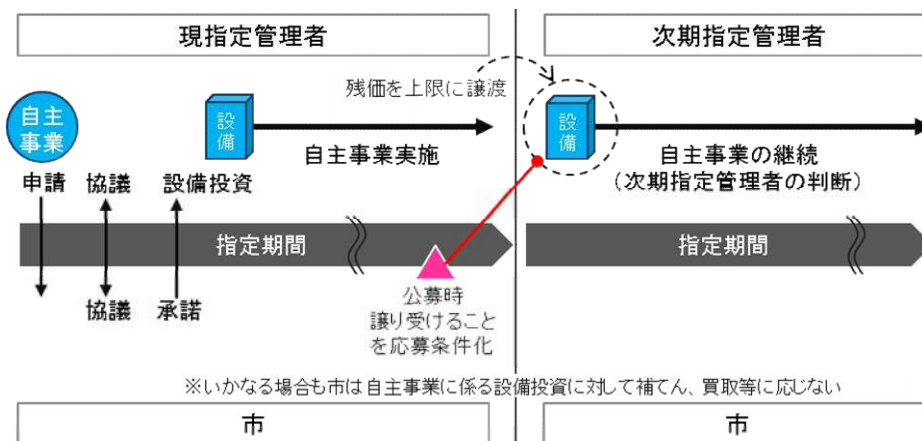 現指定管理者
次期指定管理者
残価を上限に譲渡
自主
事業
設備
設備
自主事業実施
自主事業の継続
（次期指定管理者の判断）
申請
協議
設備投資
指定期間
指定期間
協議
承諾
公募時
譲り受けること
を応募条件化
※いかなる場合も市は自主事業に係る設備投資に対して補てん、買取等に応じない
市
市